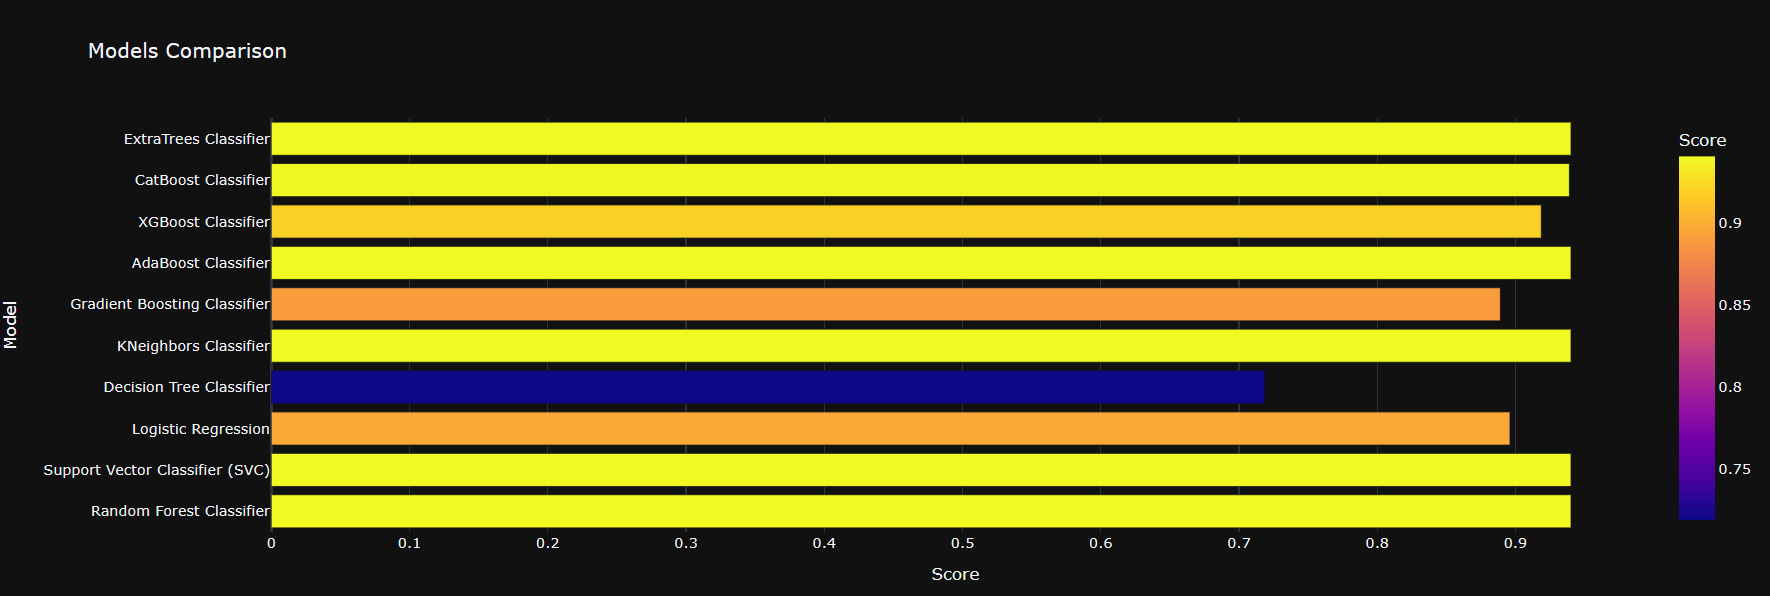 Models Comparison
Model
ExtraTrees Classifier
CatBoost Classifier
XGBoost Classifier
AdaBoost Classifier
Gradient Boosting Classifier
KNeighbors Classifier
Decision Tree Classifier
Logistic Regression
Support Vector Classifier (SVC)
Random Forest Classifier
0 0.1 0.2 0.3 0.4 0.5 0.6 0.7 0.8 0.9
Score
Score
0.9
0.85
0.8
0.75